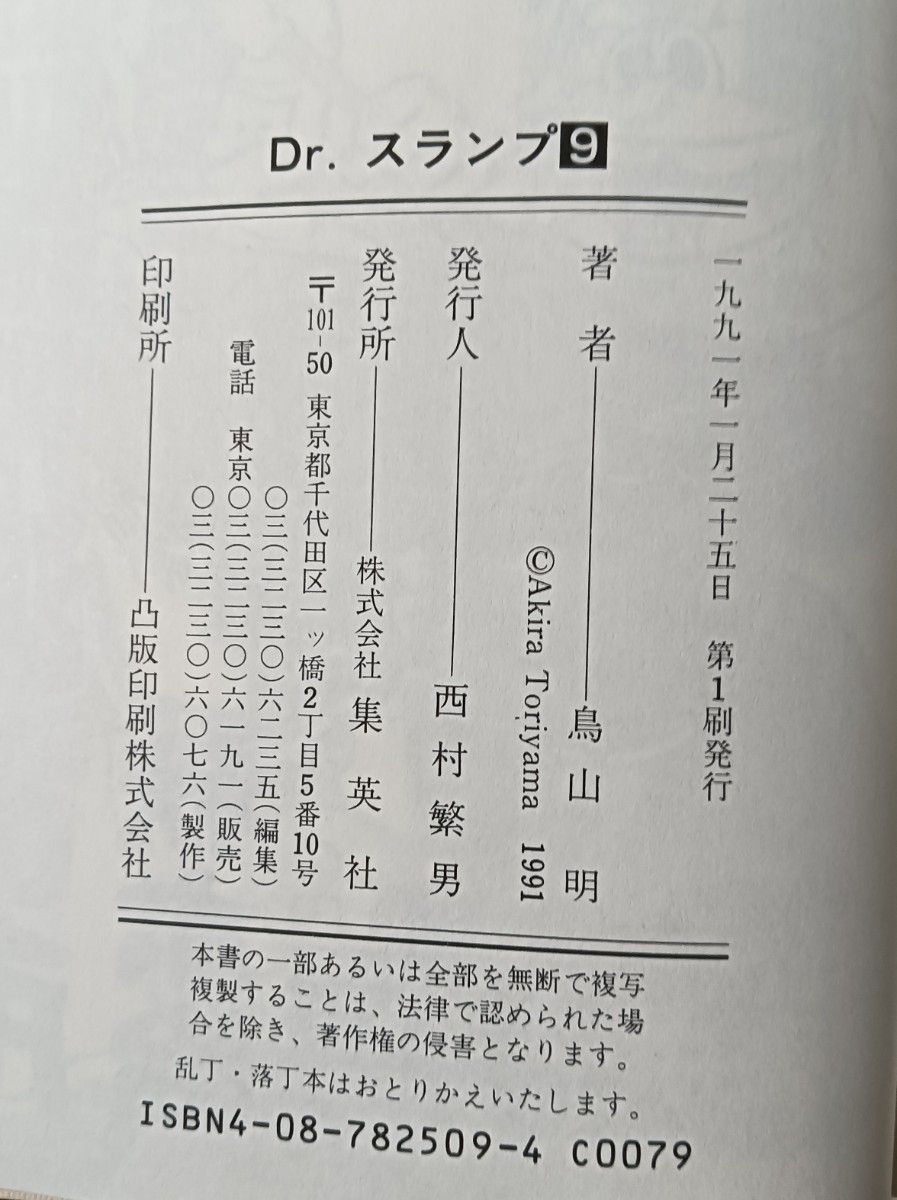 Dr. スランプ9
一九九一年一月二十五日 第1刷発行
著者――鳥山明
©Akira Toriyama 1991
発行人――西村繁男
発行所――株式会社 集英社
〒101-50 東京都千代田区一ッ橋2丁目5番10号
〇三(三二三〇)六二三五(編集)
電話 東京〇三(三二三〇)六一九一(販売)
〇三(三二三〇)六〇七六(製作)
印刷所――凸版印刷株式会社
本書の一部あるいは全部を無断で複写
複製することは、法律で認められた場
合を除き、著作権の侵害となります。
乱丁・落丁本はおとりかえいたします。
ISBN4-08-782509-4 C0079